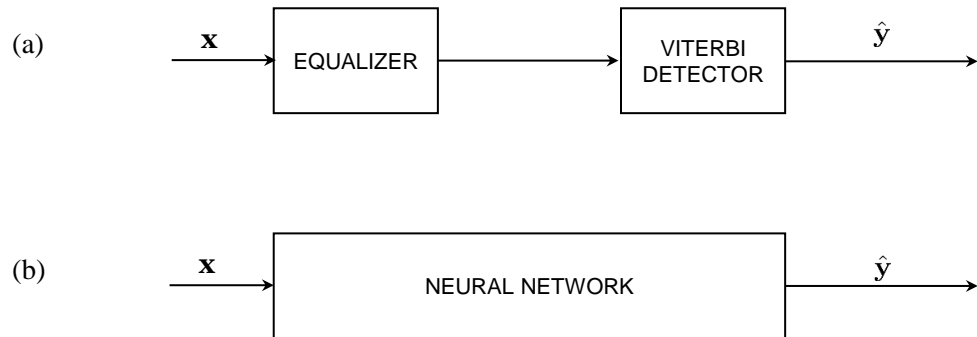 (a)
x
EQUALIZER
VITERBI
DETECTOR
ŷ
(b)
x
NEURAL NETWORK
ŷ